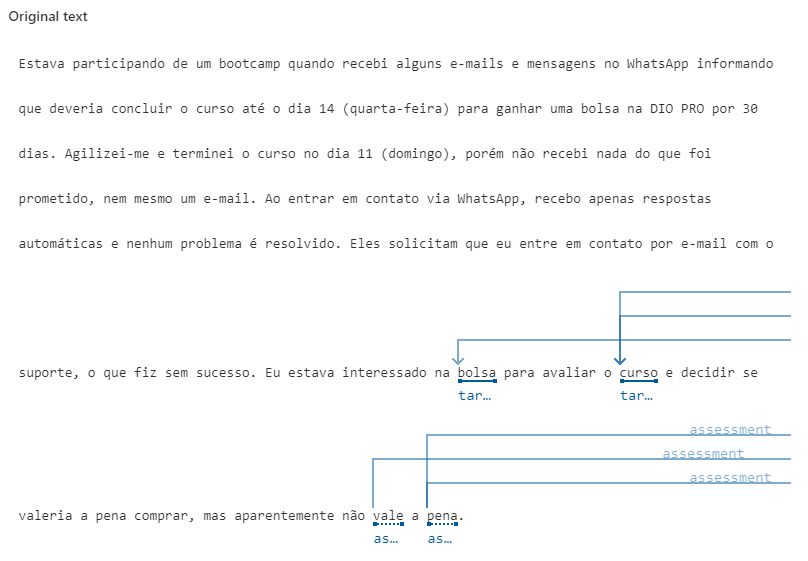 Original text
Estava participando de um bootcamp quando recebi alguns e-mails e mensagens no WhatsApp informando
que deveria concluir o curso até o dia 14 (quarta-feira) para ganhar uma bolsa na DIO PRO por 30
dias. Agilizei-me e terminei o curso no dia 11 (domingo), porém não recebi nada do que foi
prometido, nem mesmo um e-mail. Ao entrar em contato via WhatsApp, recebo apenas respostas
automáticas e nenhum problema é resolvido. Eles solicitam que eu entre em contato por e-mail com o
suporte, o que fiz sem sucesso. Eu estava interessado na bolsa para avaliar o curso e decidir se
tar… tar…
assessment
assessment
assessment
valeria a pena comprar, mas aparentemente não vale a pena.
as… as…